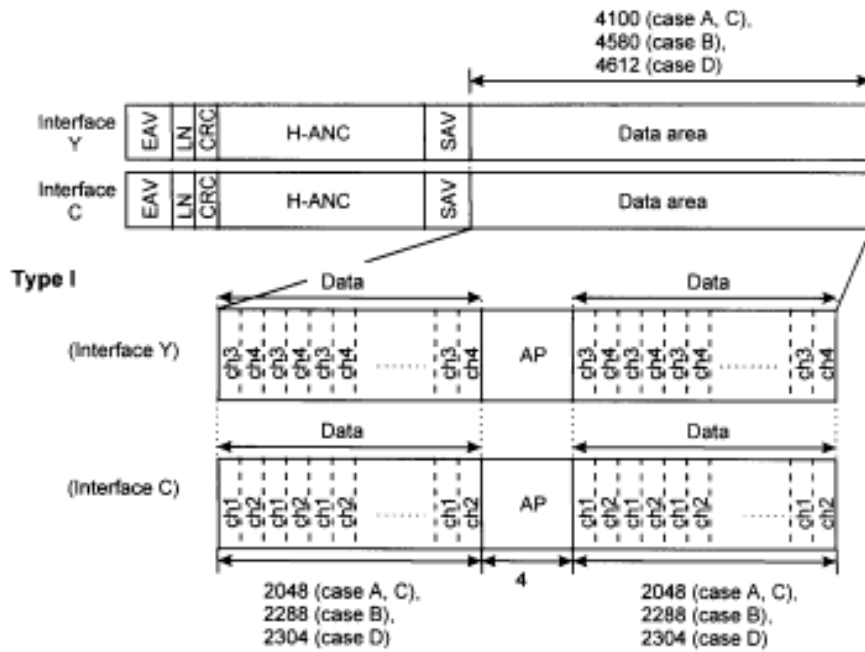 4100 (case A, C),
4580 (case B),
4612 (case D)
Interface
Y
EAV
LN
CRC
H-ANC
SAV
Data area
Interface
C
EAV
LN
CRC
H-ANC
SAV
Data area
Type I
Data
Data
(Interface Y)
ch3
ch4
ch3
ch4
ch3
ch4
........
ch3
ch4
AP
ch3
ch4
ch3
ch4
ch3
ch4
........
ch3
ch4
Data
Data
(Interface C)
ch1
ch2
ch1
ch2
ch1
ch2
........
ch1
ch2
AP
ch1
ch2
ch1
ch2
ch1
ch2
........
ch1
ch2
2048 (case A, C),
2288 (case B),
2304 (case D)
4
2048 (case A, C),
2288 (case B),
2304 (case D)